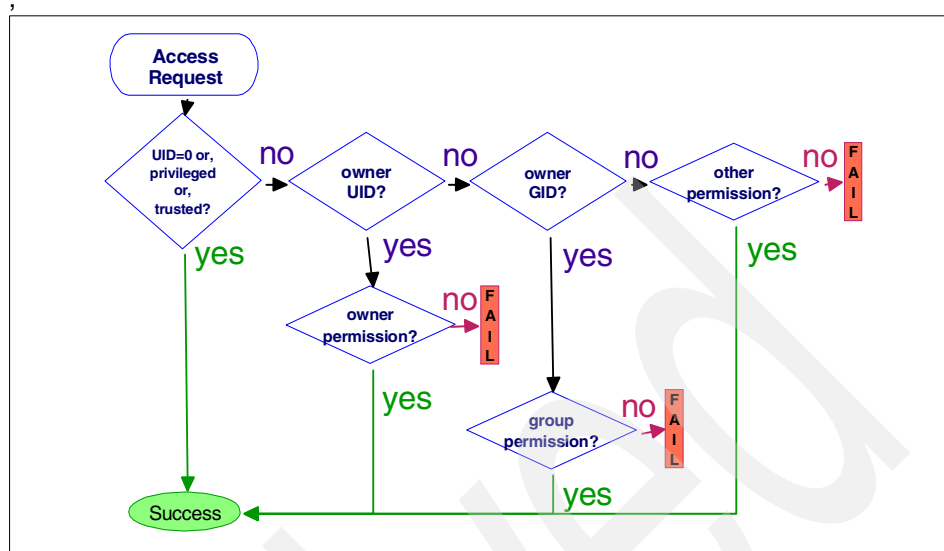 ,
Access
Request
UID=0 or,
privileged
or,
trusted?
no
owner
UID?
no
owner
GID?
no
other
permission?
no
F
A
I
L
yes
yes
yes
yes
owner
permission?
no
F
A
I
L
yes
group
permission?
no
F
A
I
L
yes
Success